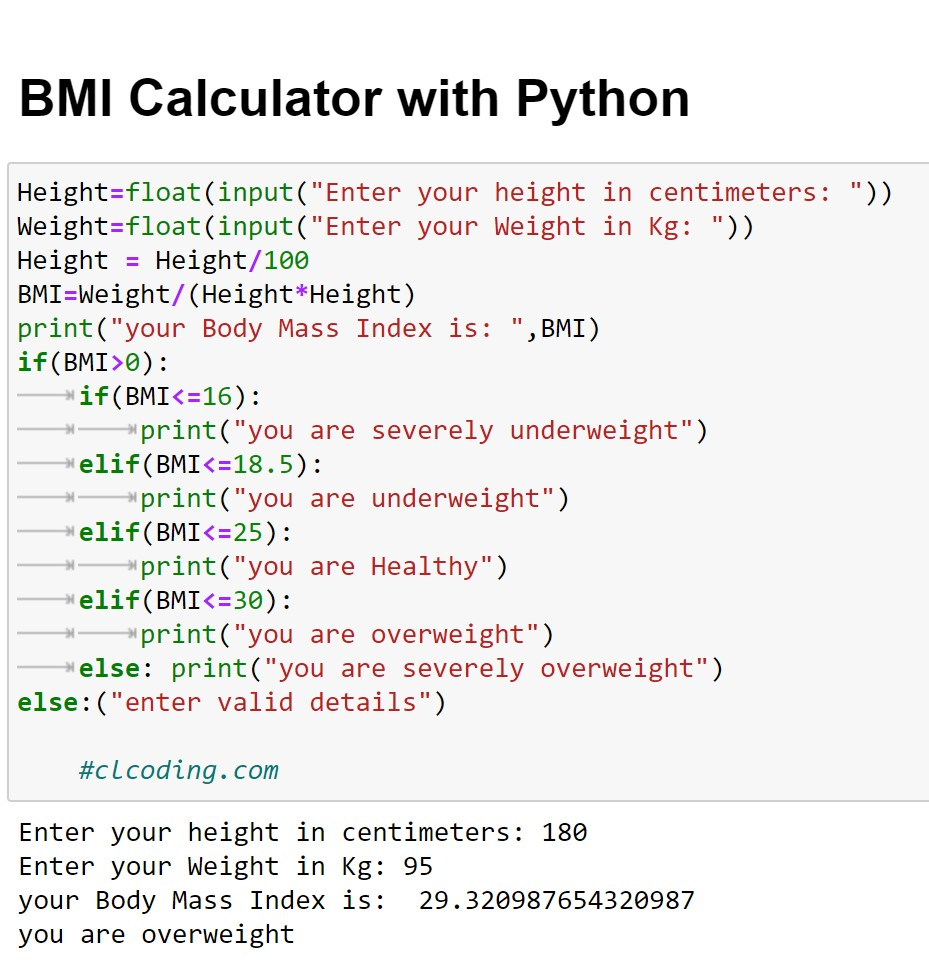 BMI Calculator with Python
Height=float(input("Enter your height in centimeters: "))
Weight=float(input("Enter your Weight in Kg: "))
Height = Height/100
BMI=Weight/(Height*Height)
print("your Body Mass Index is: ",BMI)
if(BMI>0):
	if(BMI<=16):
		print("you are severely underweight")
	elif(BMI<=18.5):
		print("you are underweight")
	elif(BMI<=25):
		print("you are Healthy")
	elif(BMI<=30):
		print("you are overweight")
	else: print("you are severely overweight")
else:("enter valid details")
    #clcoding.com
Enter your height in centimeters: 180
Enter your Weight in Kg: 95
your Body Mass Index is:  29.320987654320987
you are overweight